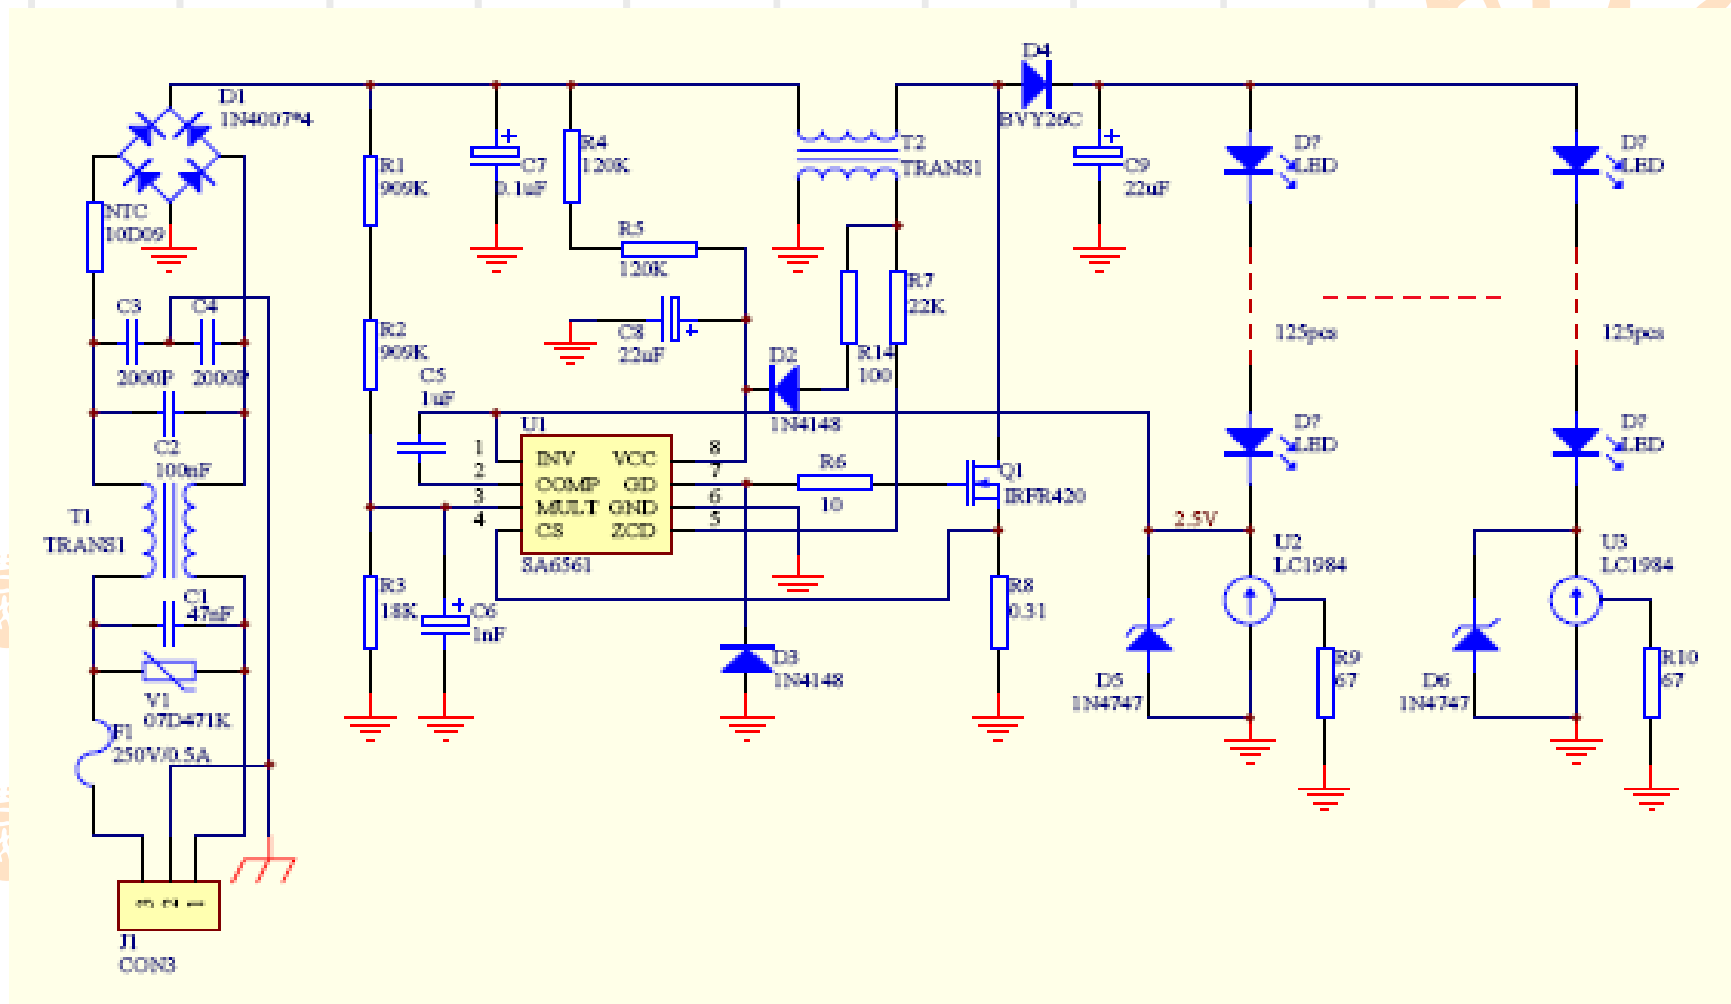 D1
1N4007*4
NTC
10D09
C3
C4
2000P
2000P
C2
100nF
T1
TRANS1
C1
47nF
V1
07D471K
F1
250V/0.5A
3
2
1
J1
CON3
R1
909K
R2
909K
R3
18K
C7
0.1uF
R4
120K
R5
120K
C8
22uF
C5
1uF
C6
1nF
U1
1
2
3
4
INV
COMP
MULT
CS
VCC
GD
GND
ZCD
8
7
6
5
SA6561
D2
1N4148
D3
1N4148
R6
10
T2
TRANS1
R7
22K
R14
100
Q1
IRFR420
R8
0.31
D4
BVY26C
C9
22uF
D?
LED
D?
LED
125pcs
125pcs
D?
LED
D?
LED
2.5V
U2
LC1984
U3
LC1984
D5
1N4747
D6
1N4747
R9
67
R10
67